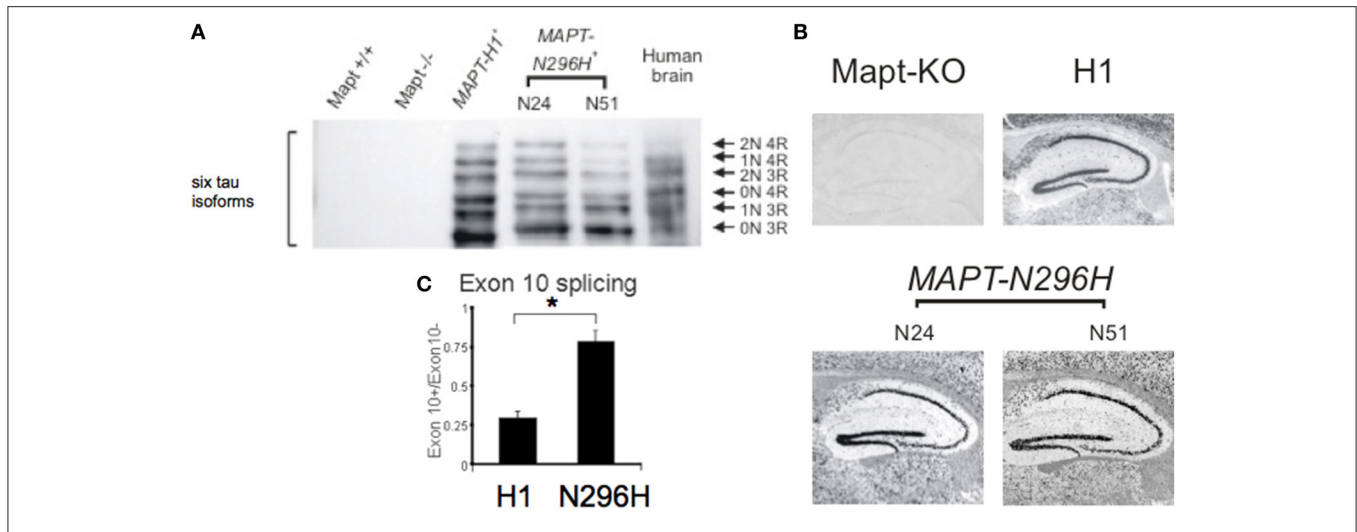 A
Mapt +/+
Mapt -/-
MAPT-H1+
MAPT-
N296H+
N24 N51
Human
brain
six tau
isoforms
2N 4R
1N 4R
2N 3R
0N 4R
1N 3R
0N 3R
B
Mapt-KO H1
MAPT-N296H
N24 N51
C Exon 10 splicing
*
Exon 10+/Exon10-
1
0.75
0.5
0.25
0
H1 N296H